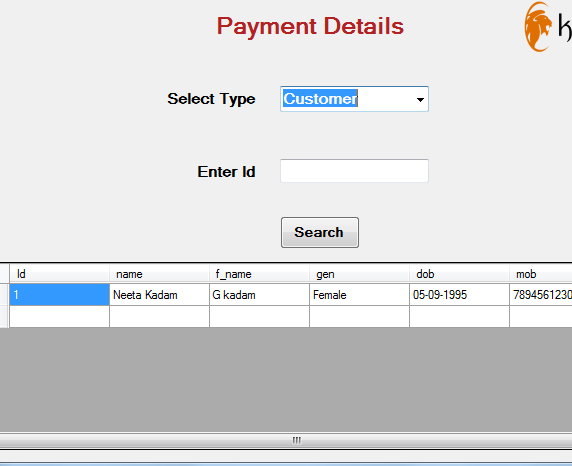 Payment Details
Select Type Customer
Enter Id
Search
Id name f_name gen dob mob
1 Neeta Kadam G kadam Female 05-09-1995 7894561230